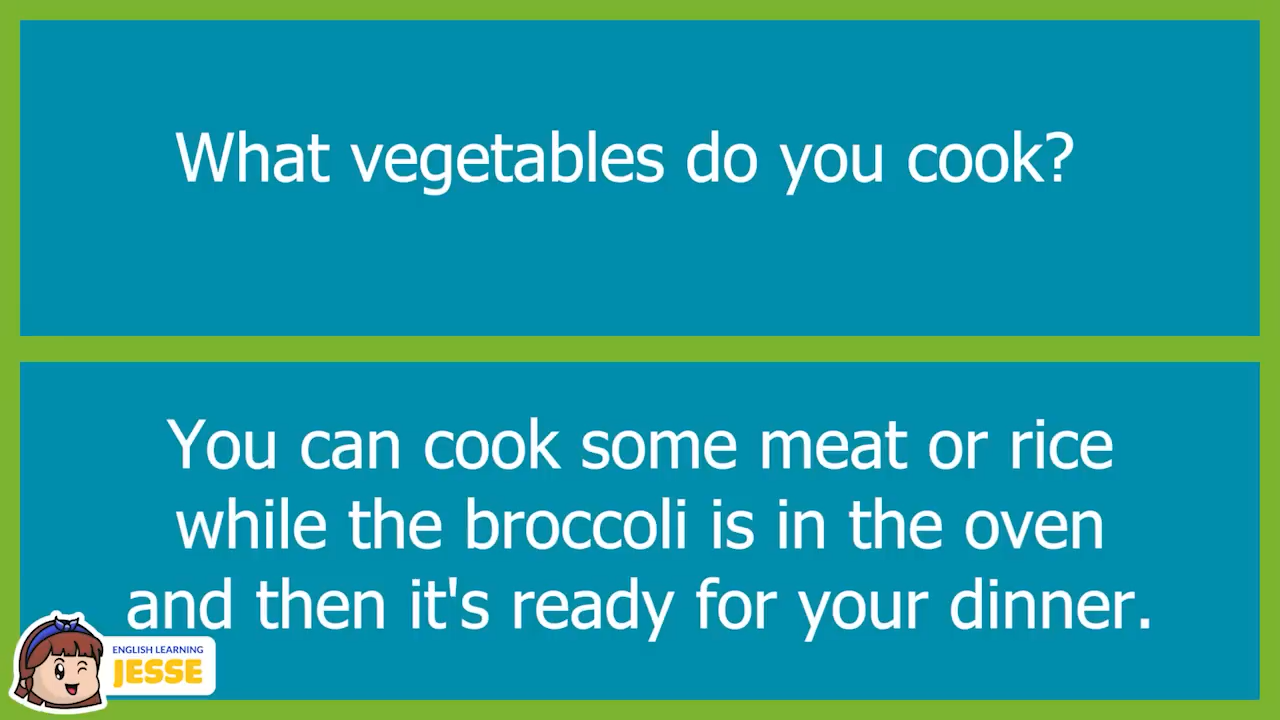 What vegetables do you cook?
You can cook some meat or rice
while the broccoli is in the oven
and then it's ready for your dinner.
ENGLISH LEARNING
JESSE